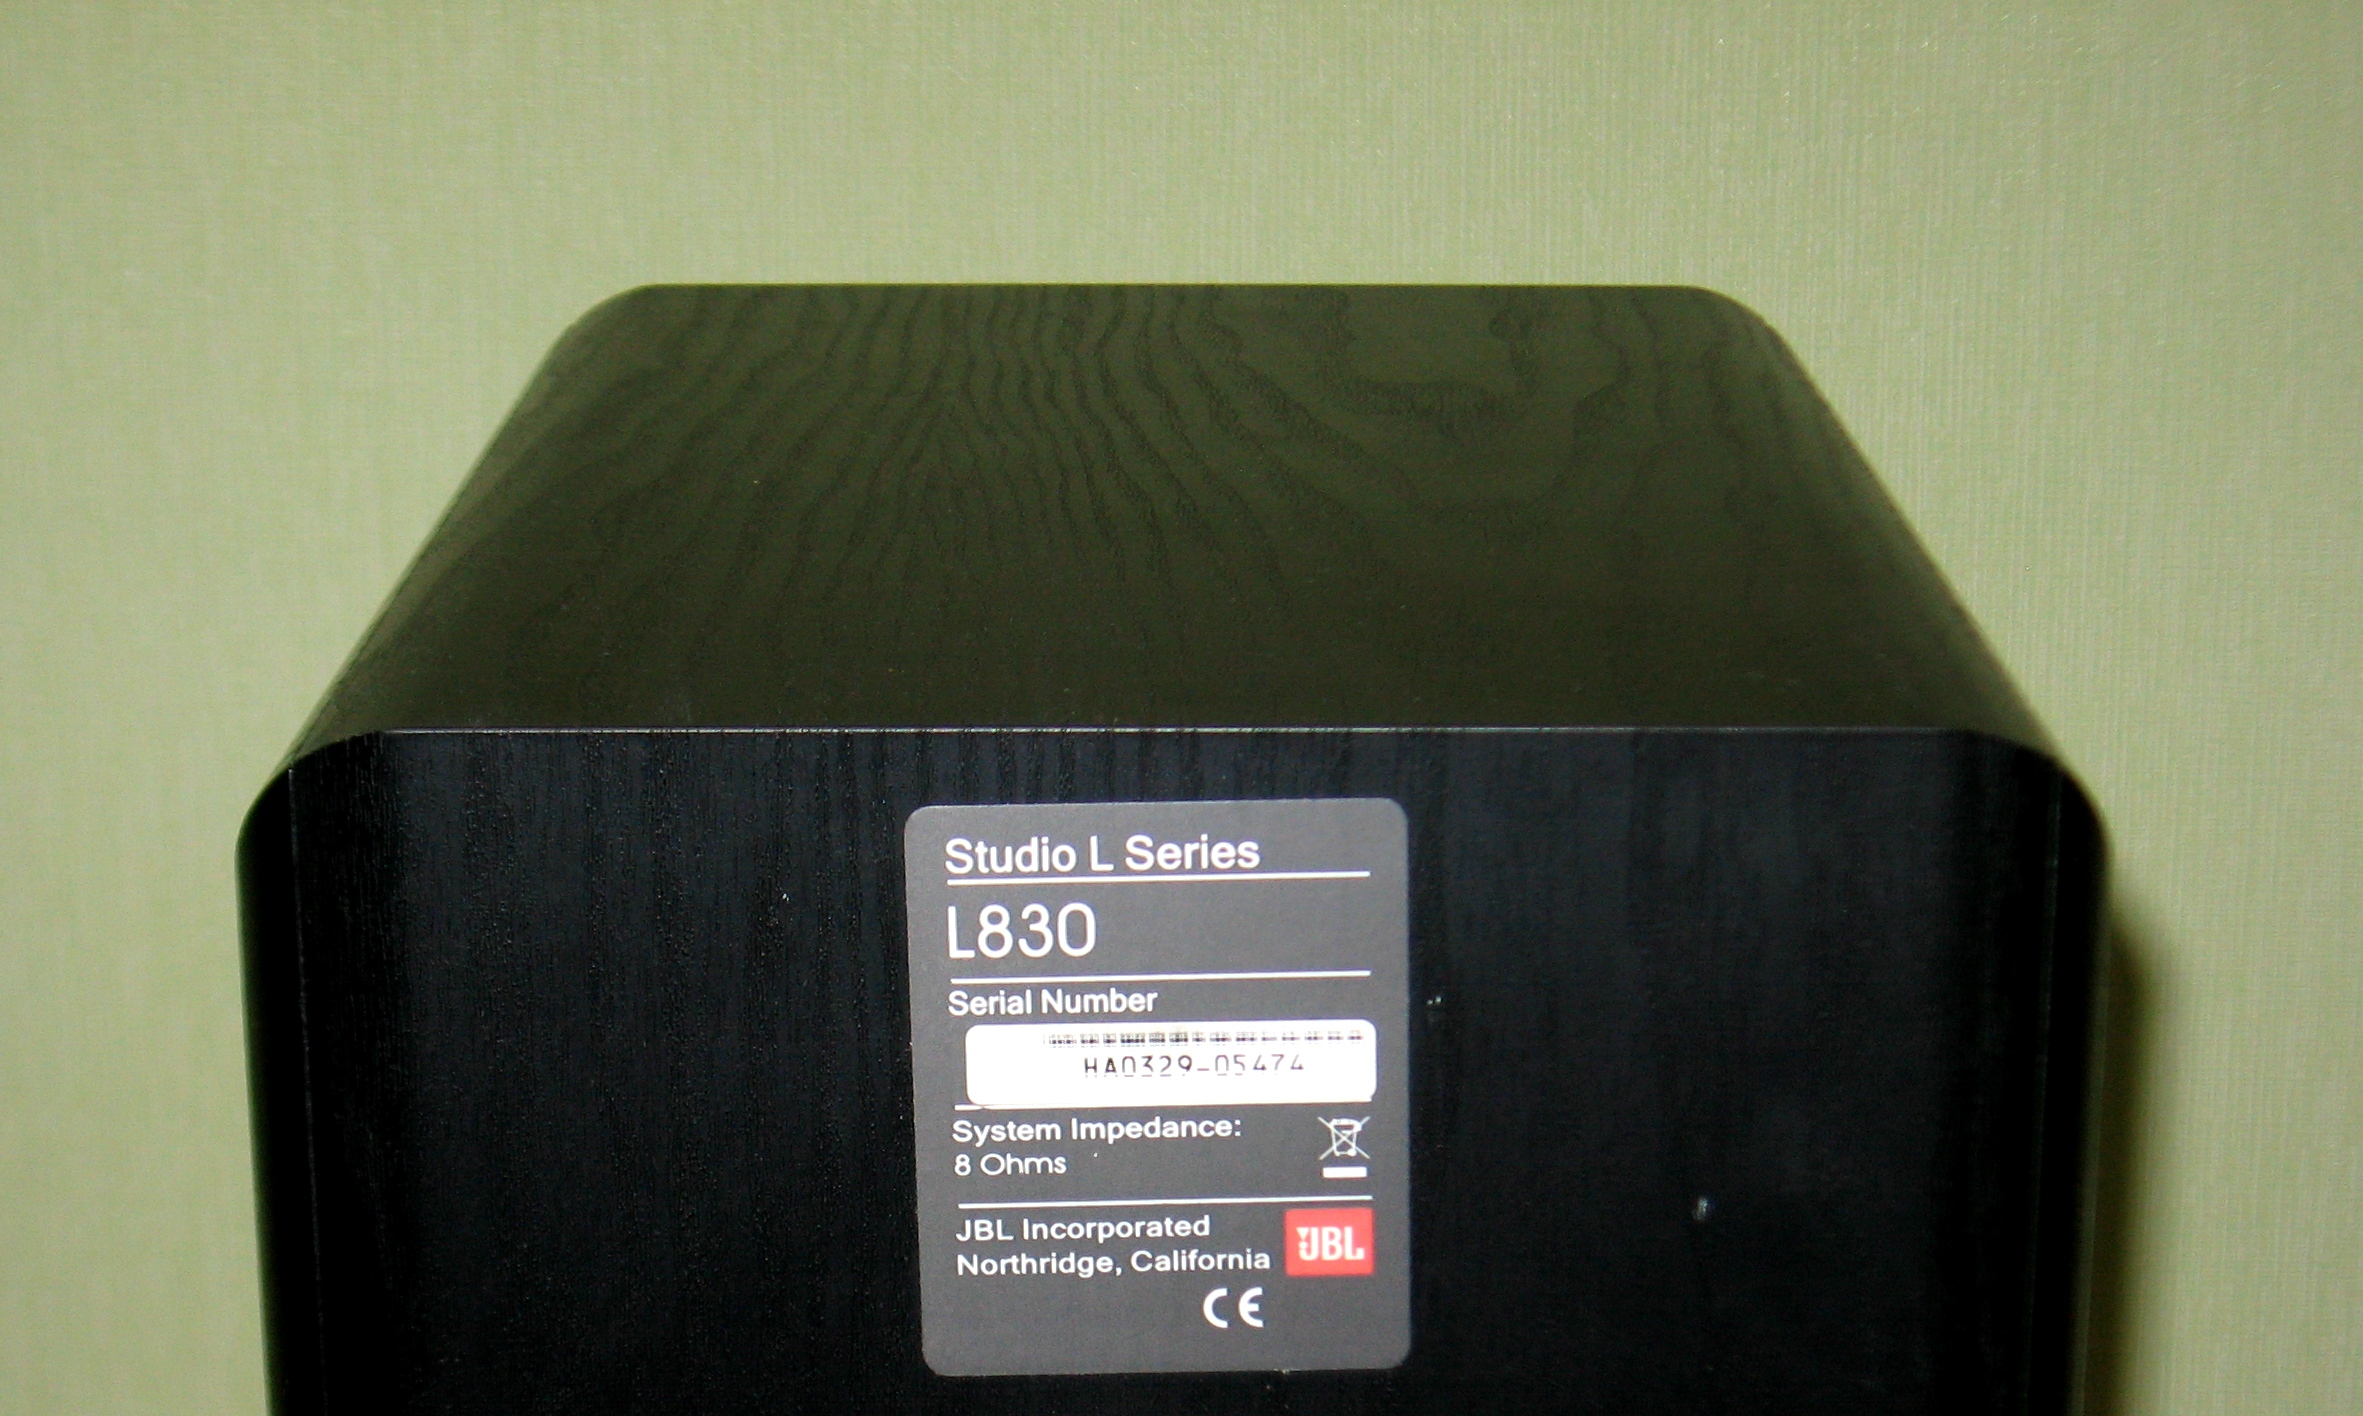 Studio L Series
L830
Serial Number
HA0329-05474
System Impedance:
8 Ohms
JBL Incorporated
Northridge, California
JBL
CE